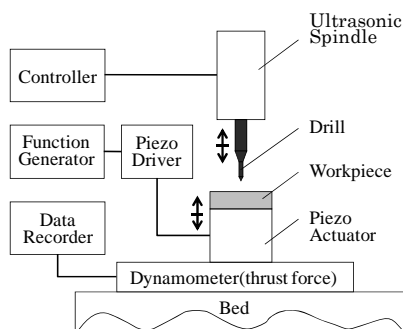 Ultrasonic
Spindle
Controller
Function
Generator
Piezo
Driver
Drill
Workpiece
Data
Recorder
Piezo
Actuator
Dynamometer(thrust force)
Bed